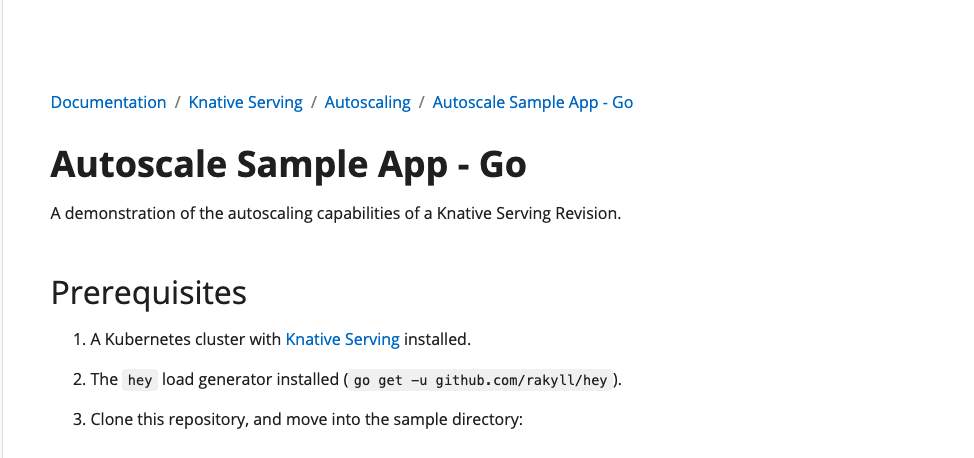 Documentation / Knative Serving / Autoscaling / Autoscale Sample App - Go
Autoscale Sample App - Go
A demonstration of the autoscaling capabilities of a Knative Serving Revision.
Prerequisites
1. A Kubernetes cluster with Knative Serving installed.
2. The hey load generator installed ( go get -u github.com/rakyll/hey ).
3. Clone this repository, and move into the sample directory: